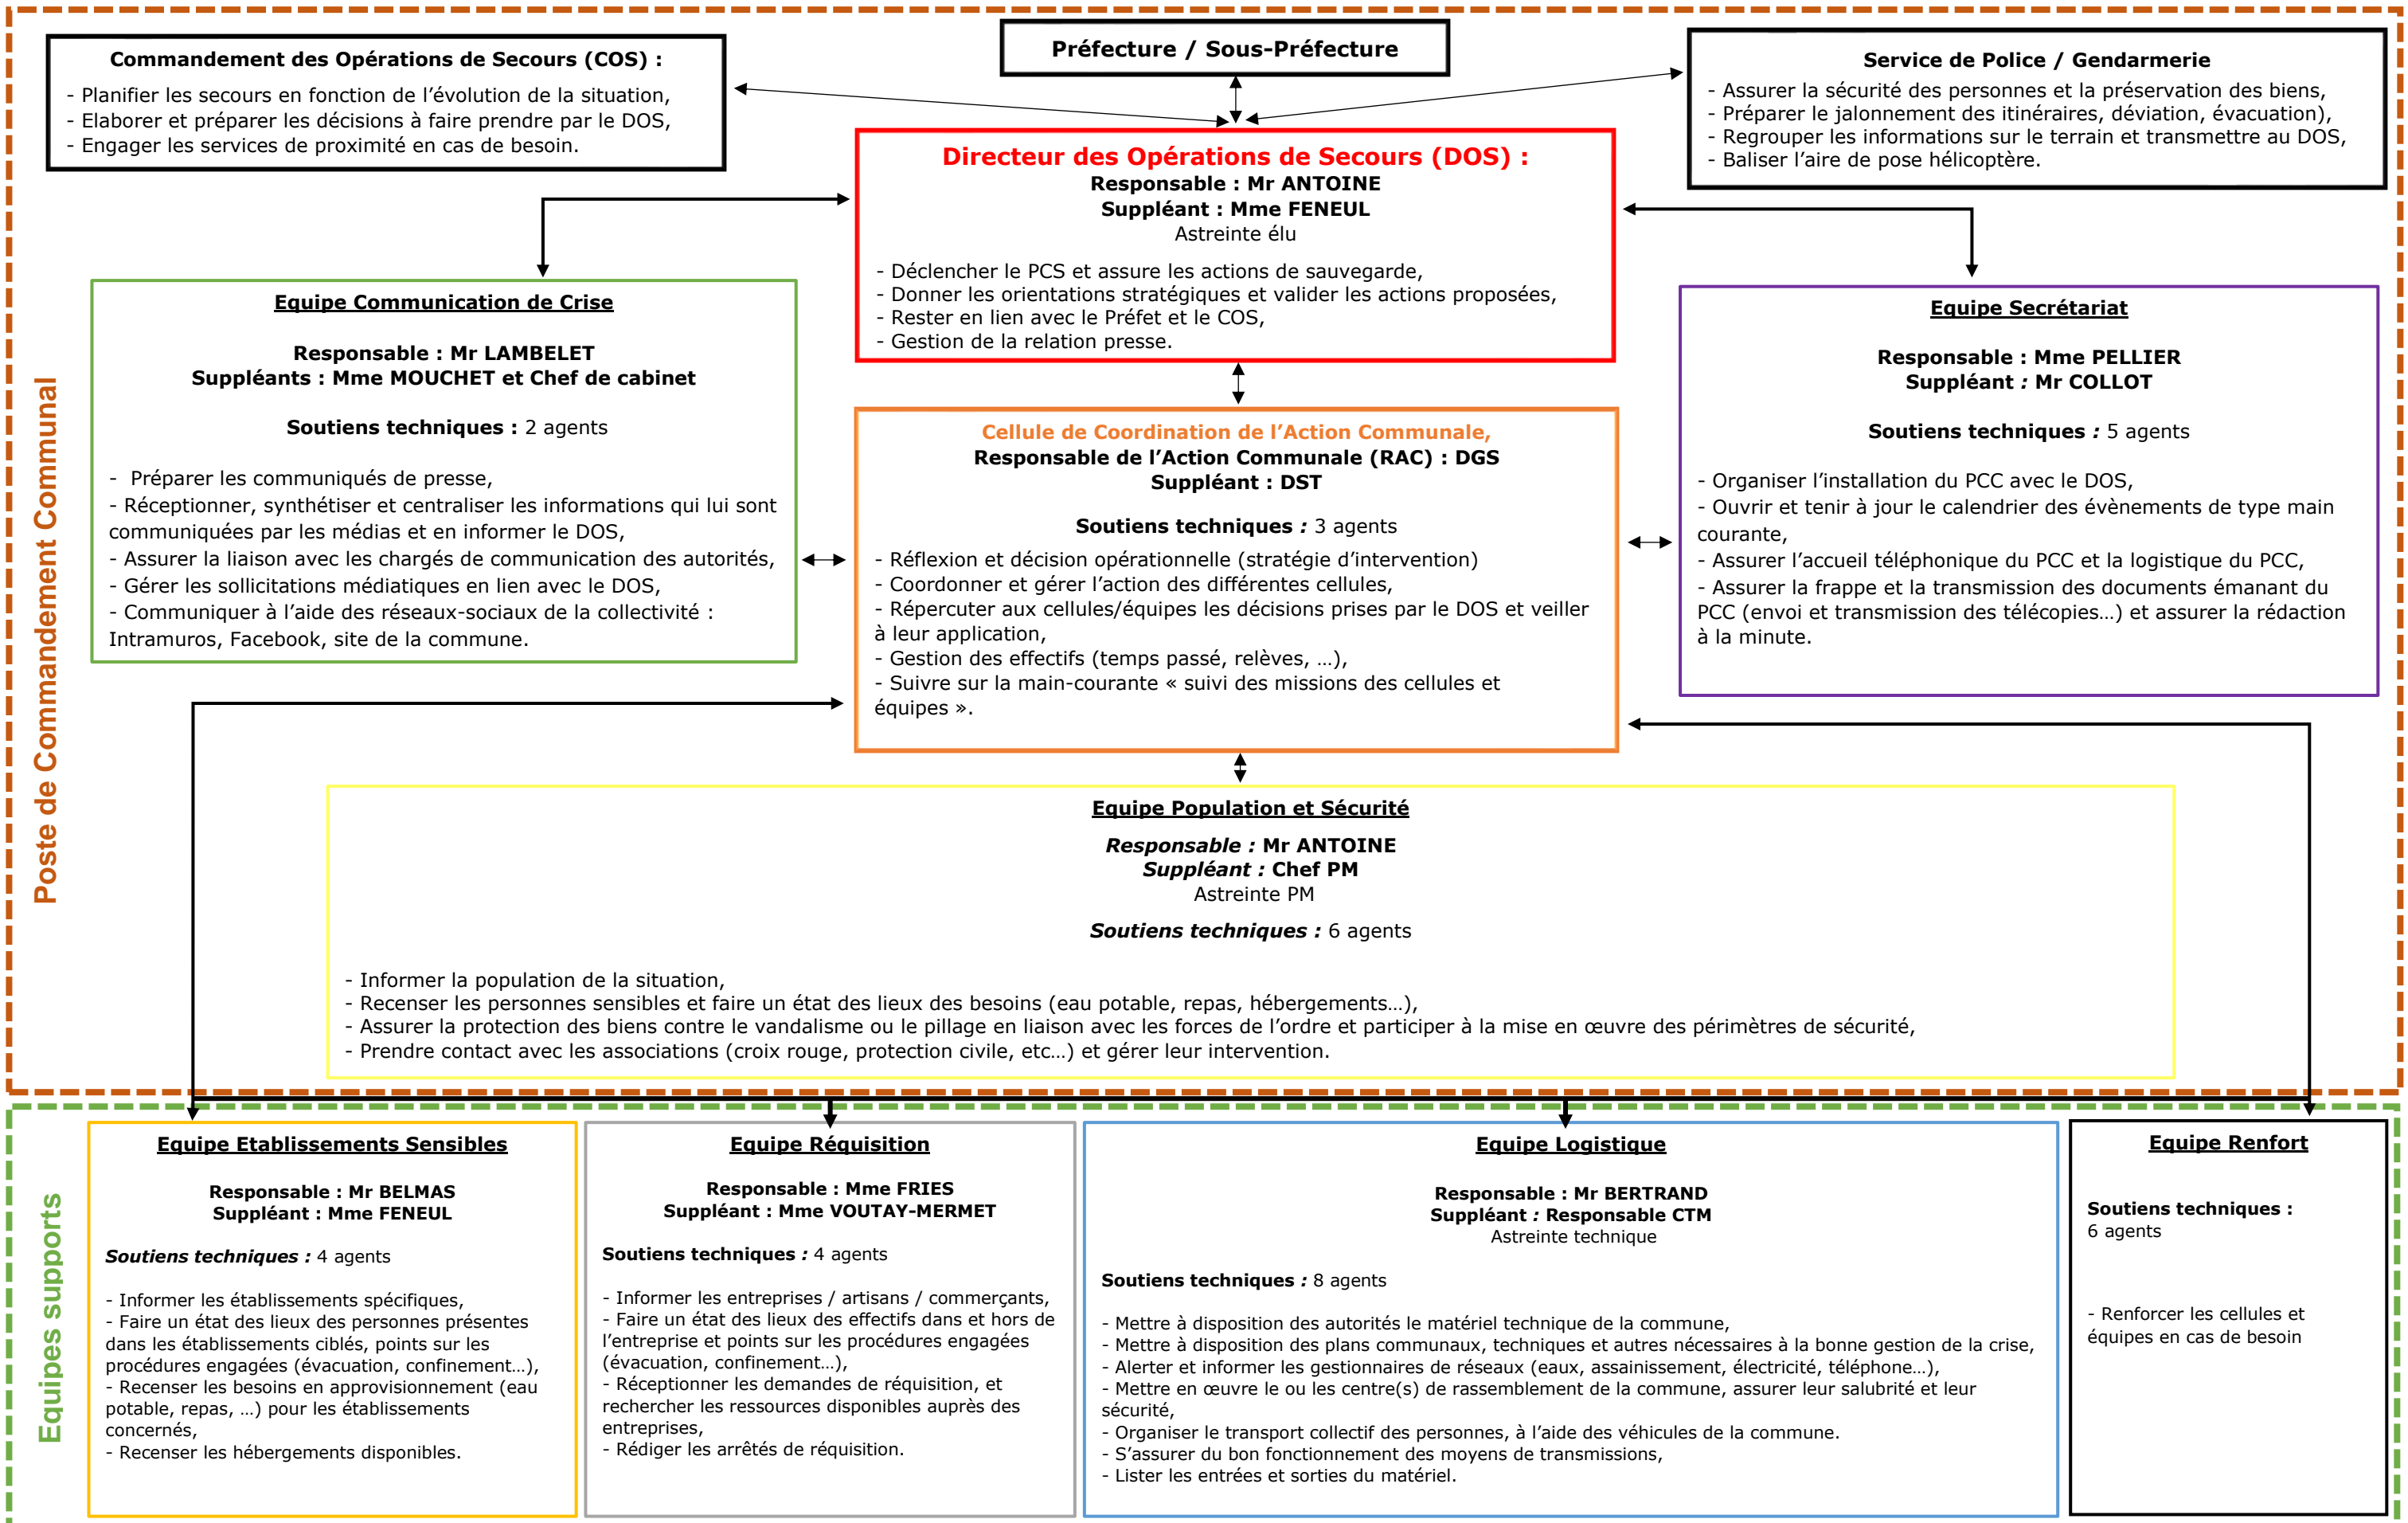 Préfecture / Sous-Préfecture
Commandement des Opérations de Secours (COS) :
- Planifier les secours en fonction de l’évolution de la situation,
- Elaborer et préparer les décisions à faire prendre par le DOS,
- Engager les services de proximité en cas de besoin.
Service de Police / Gendarmerie
- Assurer la sécurité des personnes et la préservation des biens,
- Préparer le jalonnement des itinéraires, déviation, évacuation),
- Regrouper les informations sur le terrain et transmettre au DOS,
- Baliser l’aire de pose hélicoptère.
Directeur des Opérations de Secours (DOS) :
Responsable : Mr ANTOINE
Suppléant : Mme FENEUL
Astreinte élu
- Déclencher le PCS et assure les actions de sauvegarde,
- Donner les orientations stratégiques et valider les actions proposées,
- Rester en lien avec le Préfet et le COS,
- Gestion de la relation presse.
Poste de Commandement Communal
Equipe Communication de Crise
Responsable : Mr LAMBELET
Suppléants : Mme MOUCHET et Chef de cabinet
Soutiens techniques : 2 agents
- Préparer les communiqués de presse,
- Réceptionner, synthétiser et centraliser les informations qui lui sont
communiquées par les médias et en informer le DOS,
- Assurer la liaison avec les chargés de communication des autorités,
- Gérer les sollicitations médiatiques en lien avec le DOS,
- Communiquer à l’aide des réseaux-sociaux de la collectivité :
Intramuros, Facebook, site de la commune.
Cellule de Coordination de l’Action Communale,
Responsable de l’Action Communale (RAC) : DGS
Suppléant : DST
Soutiens techniques : 3 agents
- Réflexion et décision opérationnelle (stratégie d’intervention)
- Coordonner et gérer l’action des différentes cellules,
- Répercuter aux cellules/équipes les décisions prises par le DOS et veiller
à leur application,
- Gestion des effectifs (temps passé, relèves, …),
- Suivre sur la main-courante « suivi des missions des cellules et
équipes ».
Equipe Secrétariat
Responsable : Mme PELLIER
Suppléant : Mr COLLOT
Soutiens techniques : 5 agents
- Organiser l’installation du PCC avec le DOS,
- Ouvrir et tenir à jour le calendrier des évènements de type main
courante,
- Assurer l’accueil téléphonique du PCC et la logistique du PCC,
- Assurer la frappe et la transmission des documents émanant du
PCC (envoi et transmission des télécopies…) et assurer la rédaction
à la minute.
Equipe Population et Sécurité
Responsable : Mr ANTOINE
Suppléant : Chef PM
Astreinte PM
Soutiens techniques : 6 agents
- Informer la population de la situation,
- Recenser les personnes sensibles et faire un état des lieux des besoins (eau potable, repas, hébergements…),
- Assurer la protection des biens contre le vandalisme ou le pillage en liaison avec les forces de l’ordre et participer à la mise en œuvre des périmètres de sécurité,
- Prendre contact avec les associations (croix rouge, protection civile, etc…) et gérer leur intervention.
Equipes supports
Equipe Etablissements Sensibles
Responsable : Mr BELMAS
Suppléant : Mme FENEUL
Soutiens techniques : 4 agents
- Informer les établissements spécifiques,
- Faire un état des lieux des personnes présentes
dans les établissements ciblés, points sur les
procédures engagées (évacuation, confinement…),
- Recenser les besoins en approvisionnement (eau
potable, repas, …) pour les établissements
concernés,
- Recenser les hébergements disponibles.
Equipe Réquisition
Responsable : Mme FRIES
Suppléant : Mme VOUTAY-MERMET
Soutiens techniques : 4 agents
- Informer les entreprises / artisans / commerçants,
- Faire un état des lieux des effectifs dans et hors de
l’entreprise et points sur les procédures engagées
(évacuation, confinement…),
- Réceptionner les demandes de réquisition, et
rechercher les ressources disponibles auprès des
entreprises,
- Rédiger les arrêtés de réquisition.
Equipe Logistique
Responsable : Mr BERTRAND
Suppléant : Responsable CTM
Astreinte technique
Soutiens techniques : 8 agents
- Mettre à disposition des autorités le matériel technique de la commune,
- Mettre à disposition des plans communaux, techniques et autres nécessaires à la bonne gestion de la crise,
- Alerter et informer les gestionnaires de réseaux (eaux, assainissement, électricité, téléphone…),
- Mettre en œuvre le ou les centre(s) de rassemblement de la commune, assurer leur salubrité et leur
sécurité,
- Organiser le transport collectif des personnes, à l’aide des véhicules de la commune.
- S’assurer du bon fonctionnement des moyens de transmissions,
- Lister les entrées et sorties du matériel.
Equipe Renfort
Soutiens techniques :
6 agents
- Renforcer les cellules et
équipes en cas de besoin